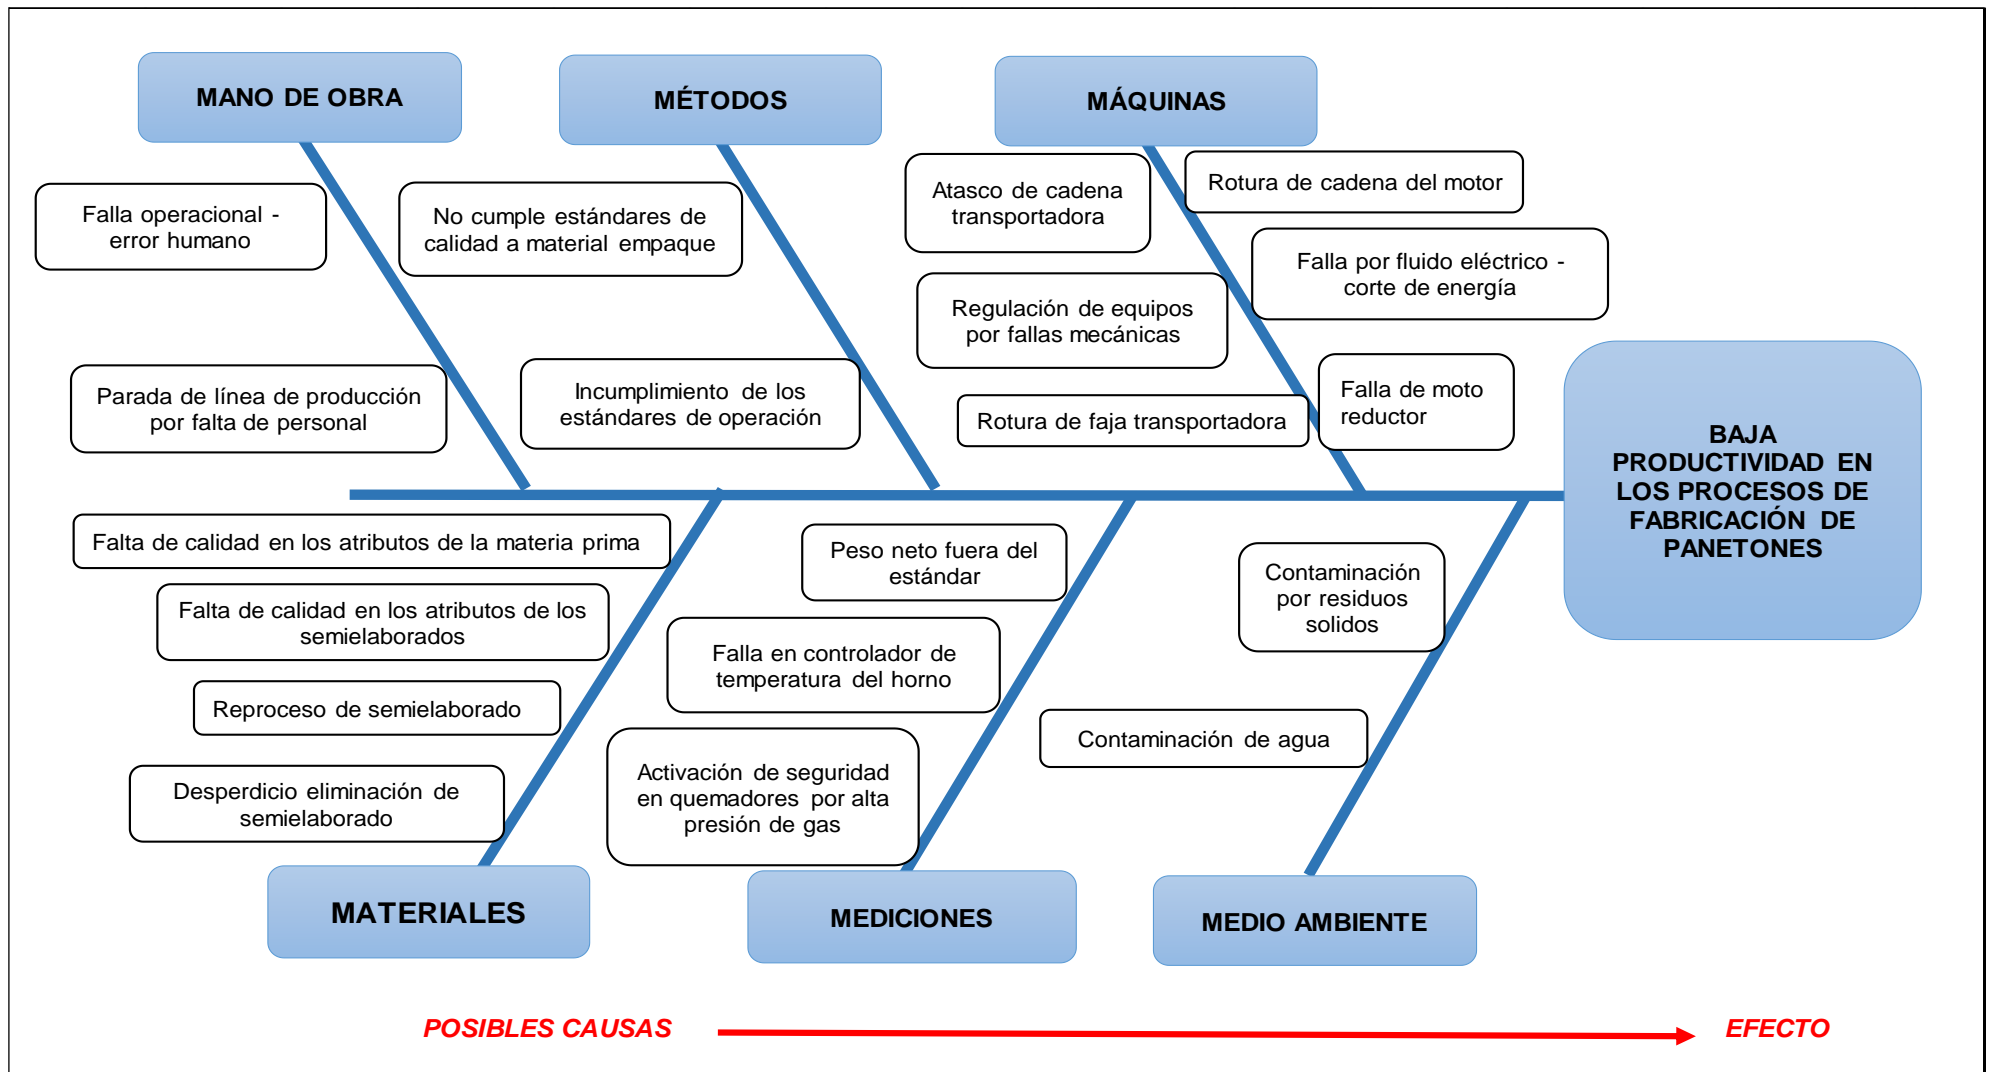 MANO DE OBRA
MÉTODOS
MÁQUINAS
Falla operacional -
error humano
Parada de línea de producción
por falta de personal
No cumple estándares de
calidad a material empaque
Incumplimiento de los
estándares de operación
Atasco de cadena
transportadora
Rotura de cadena del motor
Regulación de equipos
por fallas mecánicas
Falla por fluido eléctrico -
corte de energía
Rotura de faja transportadora
Falla de moto
reductor
BAJA
PRODUCTIVIDAD EN
LOS PROCESOS DE
FABRICACIÓN DE
PANETONES
Falta de calidad en los atributos de la materia prima
Falta de calidad en los atributos de los
semielaborados
Reproceso de semielaborado
Desperdicio eliminación de
semielaborado
Peso neto fuera del
estándar
Falla en controlador de
temperatura del horno
Activación de seguridad
en quemadores por alta
presión de gas
Contaminación
por residuos
solidos
Contaminación de agua
MATERIALES
MEDICIONES
MEDIO AMBIENTE
POSIBLES CAUSAS
EFECTO